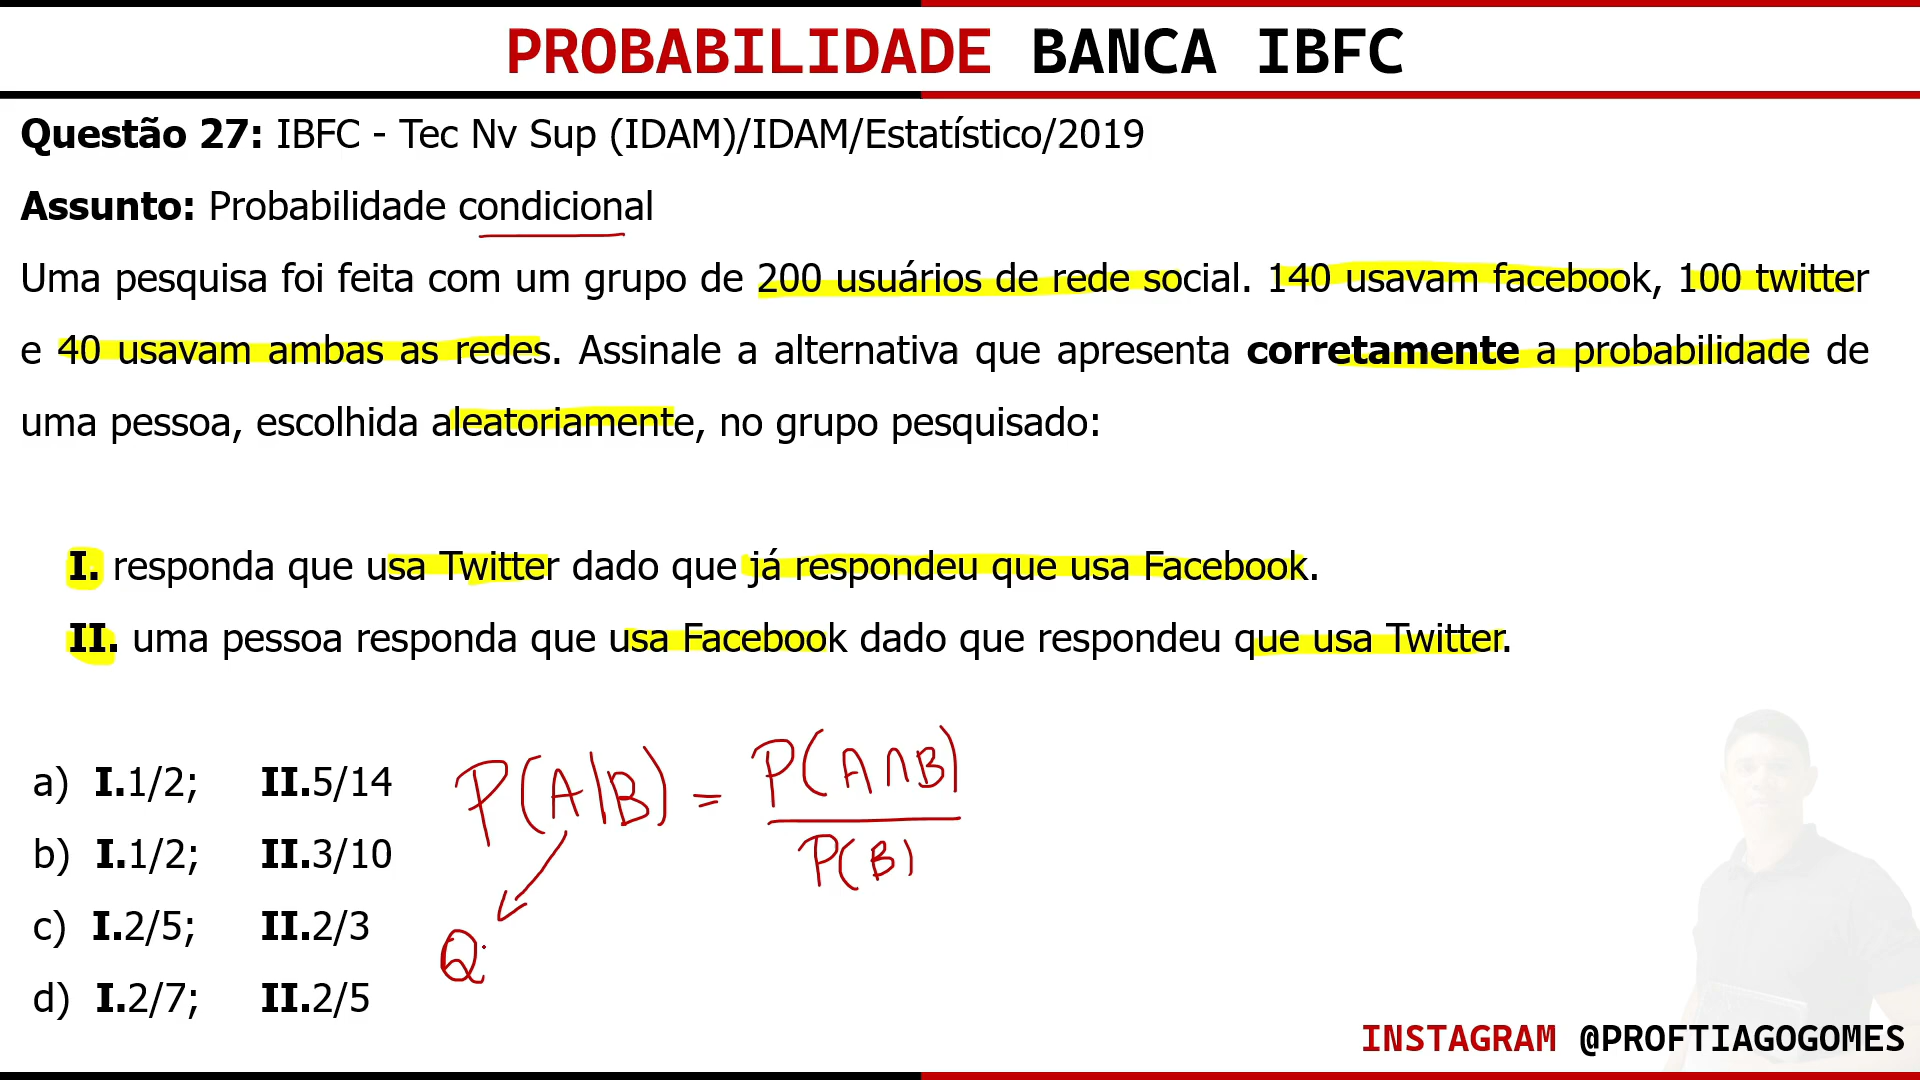 PROBABILIDADE BANCA IBFC
Questão 27: IBFC - Tec Nv Sup (IDAM)/IDAM/Estatístico/2019
Assunto: Probabilidade condicional
Uma pesquisa foi feita com um grupo de 200 usuários de rede social. 140 usavam facebook, 100 twitter
e 40 usavam ambas as redes. Assinale a alternativa que apresenta corretamente a probabilidade de
uma pessoa, escolhida aleatoriamente, no grupo pesquisado:
I. responda que usa Twitter dado que já respondeu que usa Facebook.
II. uma pessoa responda que usa Facebook dado que respondeu que usa Twitter.
a) I.1/2; II.5/14
b) I.1/2; II.3/10
c) I.2/5; II.2/3
d) I.2/7; II.2/5
P(A|B) = P(A∩B)
P(B)
Q
INSTAGRAM @PROFTIAGOGOMES